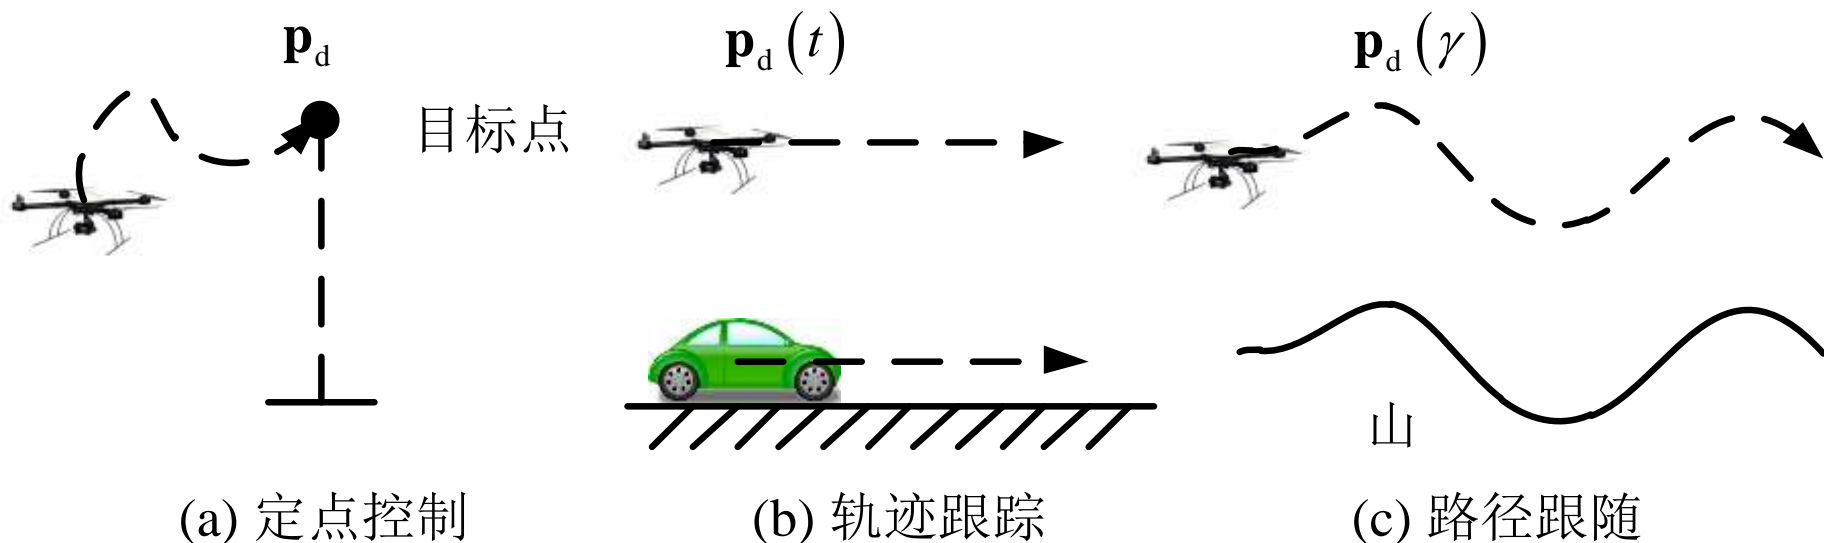 p_d
p_d(t)
p_d(γ)
目标点
山
(a) 定点控制
(b) 轨迹跟踪
(c) 路径跟随